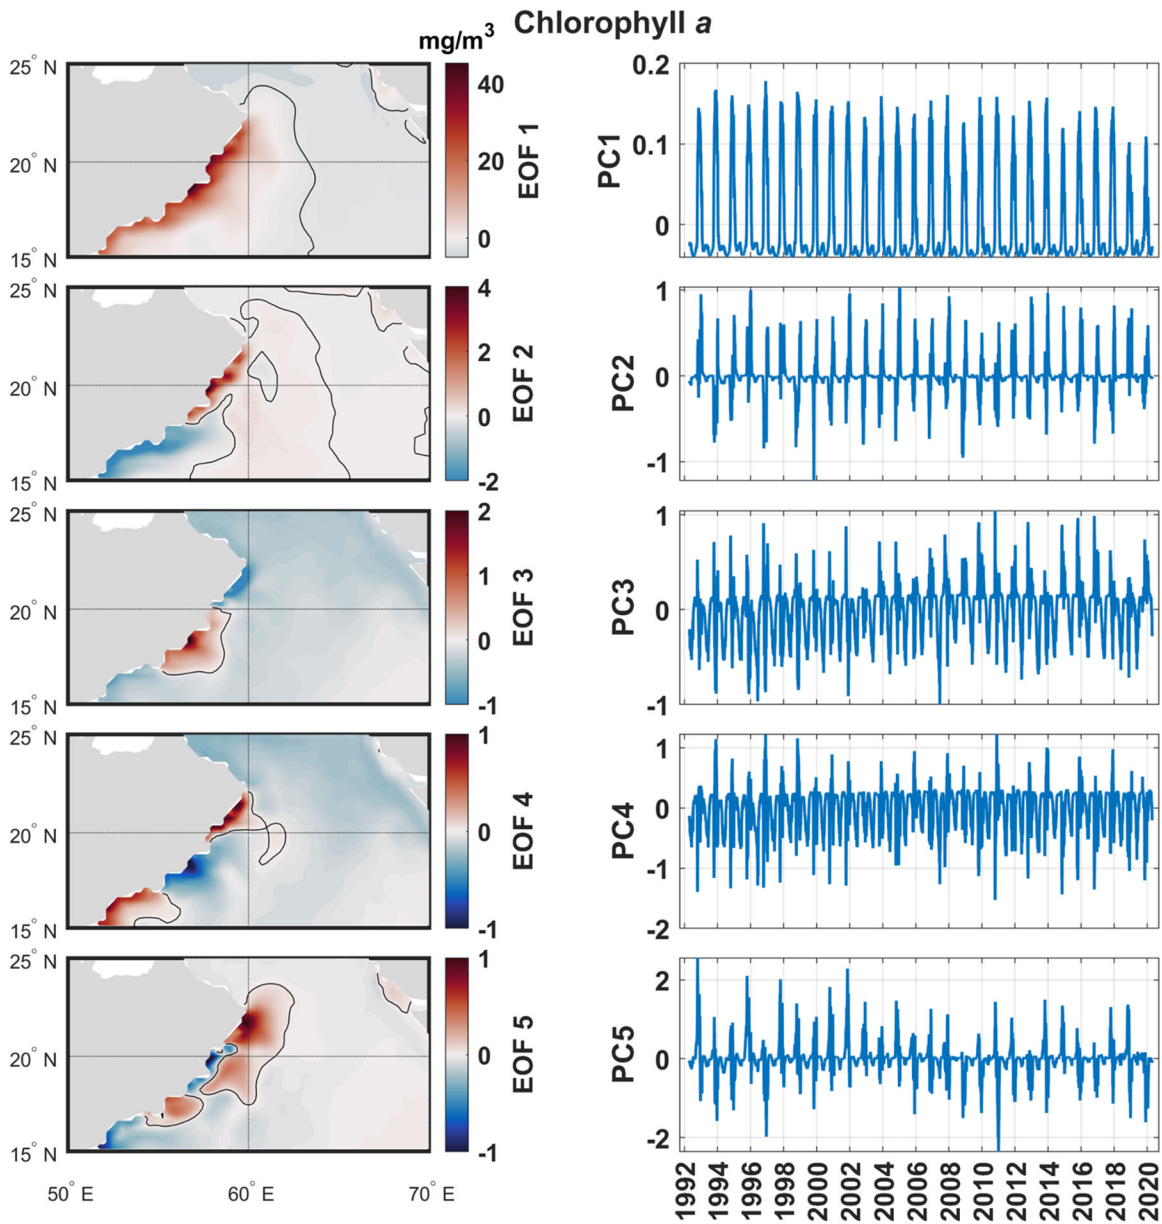 Chlorophyll a
mg/m³
25° N
20° N
15° N
40
20
0
EOF 1
PC1
0.2
0.1
0
25° N
20° N
15° N
4
2
0
-2
EOF 2
PC2
1
0
-1
25° N
20° N
15° N
2
1
0
-1
EOF 3
PC3
1
0
-1
25° N
20° N
15° N
1
0
-1
EOF 4
PC4
1
0
-1
-2
25° N
20° N
15° N
1
0
-1
EOF 5
PC5
2
0
-2
50° E 60° E 70° E
1992 1994 1996 1998 2000 2002 2004 2006 2008 2010 2012 2014 2016 2018 2020